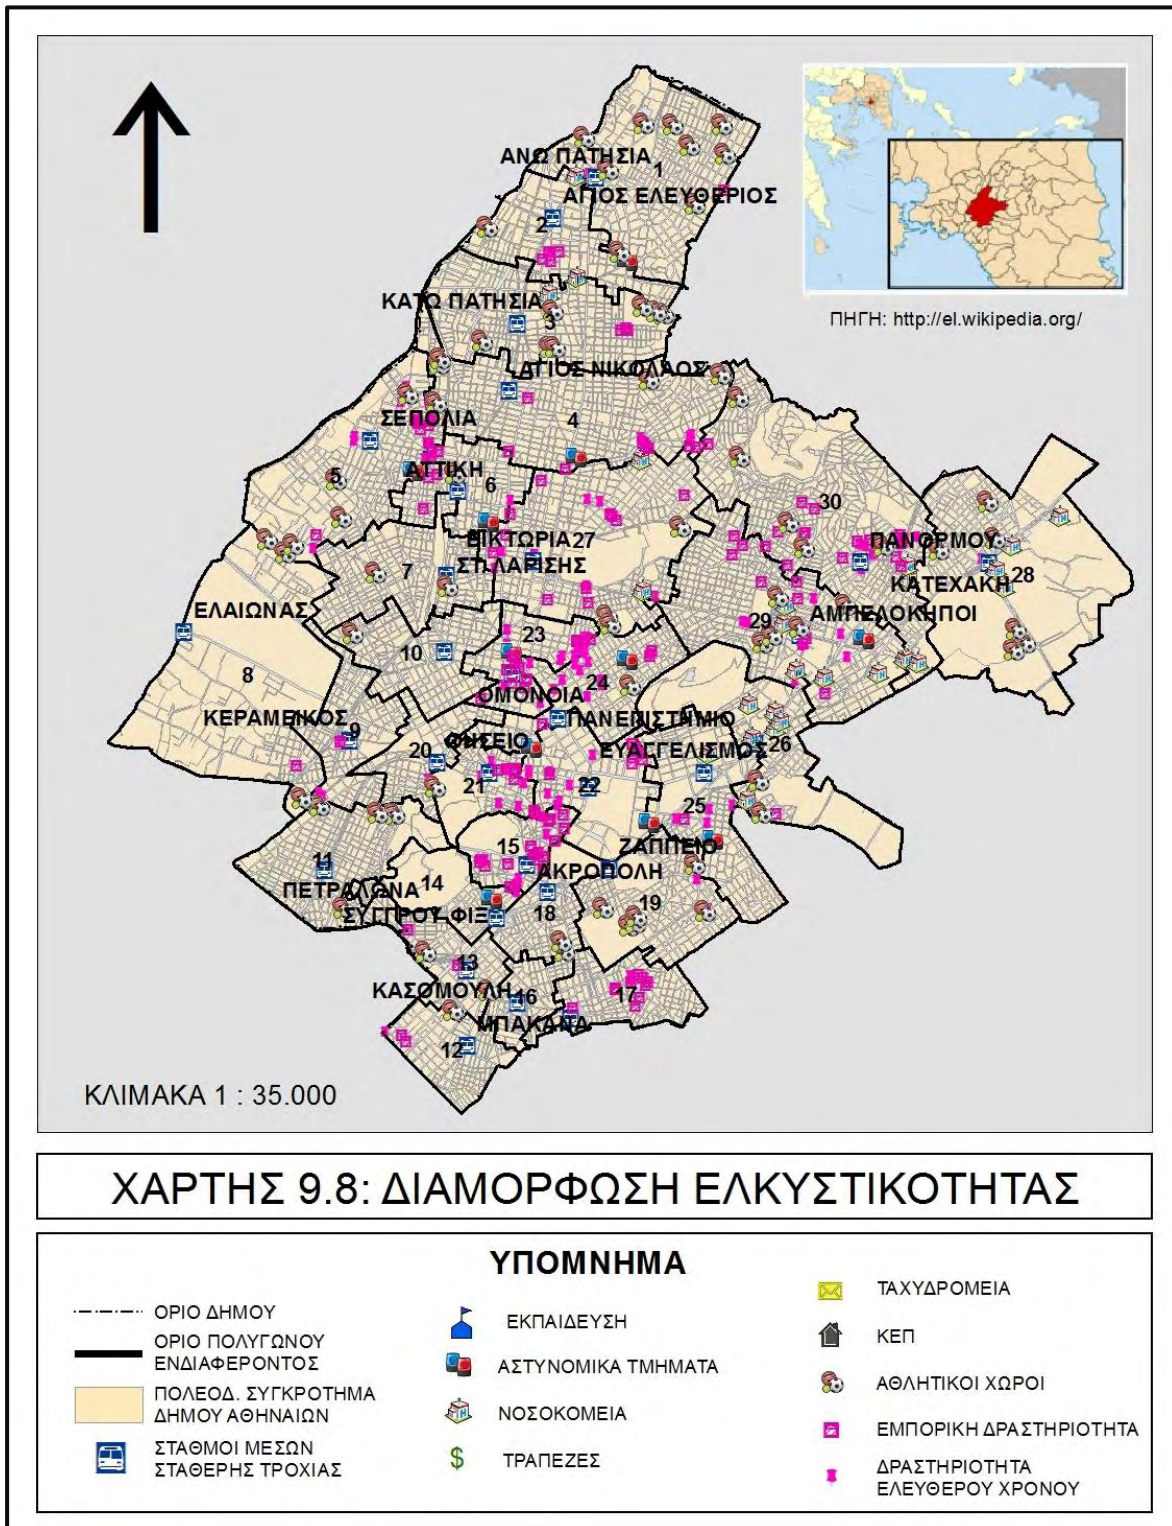 ΑΝΩ ΠΑΤΗΣΙΑ
1
ΑΓΙΟΣ ΕΛΕΥΘΕΡΙΟΣ
2
ΚΑΤΩ ΠΑΤΗΣΙΑ
3
ΠΗΓΗ: http://el.wikipedia.org/
ΑΓΙΟΣ ΝΙΚΟΛΑΟΣ
ΣΕΠΟΛΙΑ
4
ΑΤΤΙΚΗ
5
6
30
ΒΙΚΤΩΡΙΑ
27
ΠΑΝΟΡΜΟΥ
ΣΤ.ΛΑΡΙΣΗΣ
7
ΚΑΤΕΧΑΚΗ
28
ΕΛΑΙΩΝΑΣ
ΑΜΠΕΛΟΚΗΠΟΙ
29
23
10
8
24
ΟΜΟΝΟΙΑ
ΚΕΡΑΜΕΙΚΟΣ
9
ΠΑΝΕΠΙΣΤΗΜΙΟ
ΘΗΣΕΙΟ
ΕΥΑΓΓΕΛΙΣΜΟΣ
26
20
21
22
25
15
ΖΑΠΠΕΙΟ
11
ΑΚΡΟΠΟΛΗ
14
ΠΕΤΡΑΛΩΝΑ
ΣΥΓΓΡΟΥ-ΦΙΞ
18
19
13
ΚΑΣΟΜΟΥΛΗ
16
17
ΜΠΑΚΑΝΑ
12
ΚΛΙΜΑΚΑ 1 : 35.000
ΧΑΡΤΗΣ 9.8: ΔΙΑΜΟΡΦΩΣΗ ΕΛΚΥΣΤΙΚΟΤΗΤΑΣ
ΥΠΟΜΝΗΜΑ
ΟΡΙΟ ΔΗΜΟΥ
ΟΡΙΟ ΠΟΛΥΓΩΝΟΥ
ΕΝΔΙΑΦΕΡΟΝΤΟΣ
ΠΟΛΕΟΔ. ΣΥΓΚΡΟΤΗΜΑ
ΔΗΜΟΥ ΑΘΗΝΑΙΩΝ
ΣΤΑΘΜΟΙ ΜΕΣΩΝ
ΣΤΑΘΕΡΗΣ ΤΡΟΧΙΑΣ
ΕΚΠΑΙΔΕΥΣΗ
ΑΣΤΥΝΟΜΙΚΑ ΤΜΗΜΑΤΑ
ΝΟΣΟΚΟΜΕΙΑ
ΤΡΑΠΕΖΕΣ
ΤΑΧΥΔΡΟΜΕΙΑ
ΚΕΠ
ΑΘΛΗΤΙΚΟΙ ΧΩΡΟΙ
ΕΜΠΟΡΙΚΗ ΔΡΑΣΤΗΡΙΟΤΗΤΑ
ΔΡΑΣΤΗΡΙΟΤΗΤΑ
ΕΛΕΥΘΕΡΟΥ ΧΡΟΝΟΥ